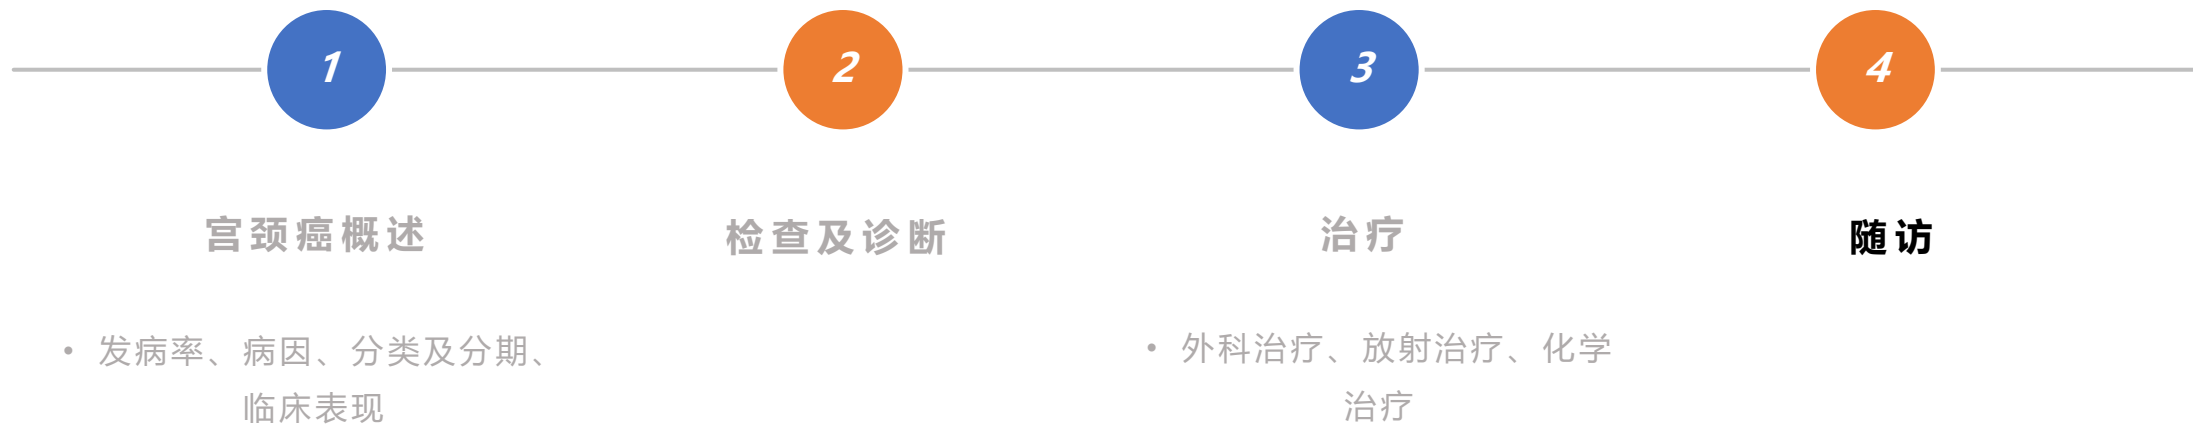 1
2
3
4
宫颈癌概述
检查及诊断
治疗
随访
• 发病率、病因、分类及分期、
临床表现
• 外科治疗、放射治疗、化学
治疗